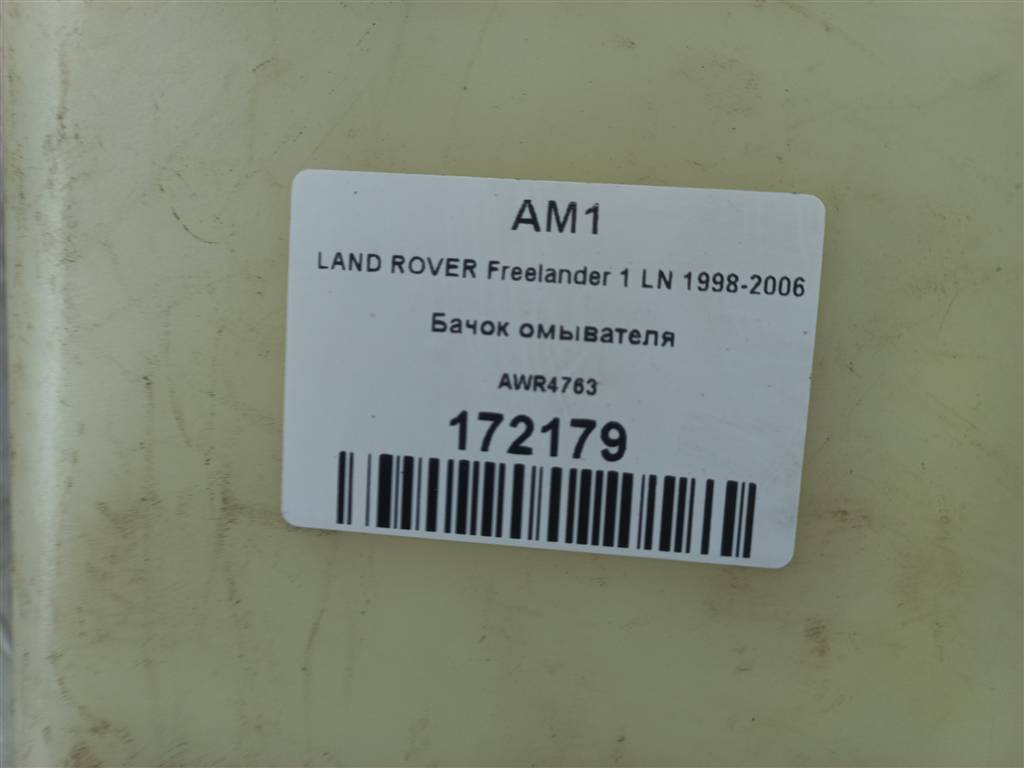 AM1
LAND ROVER Freelander 1 LN 1998-2006
Бачок омывателя
AWR4763
172179